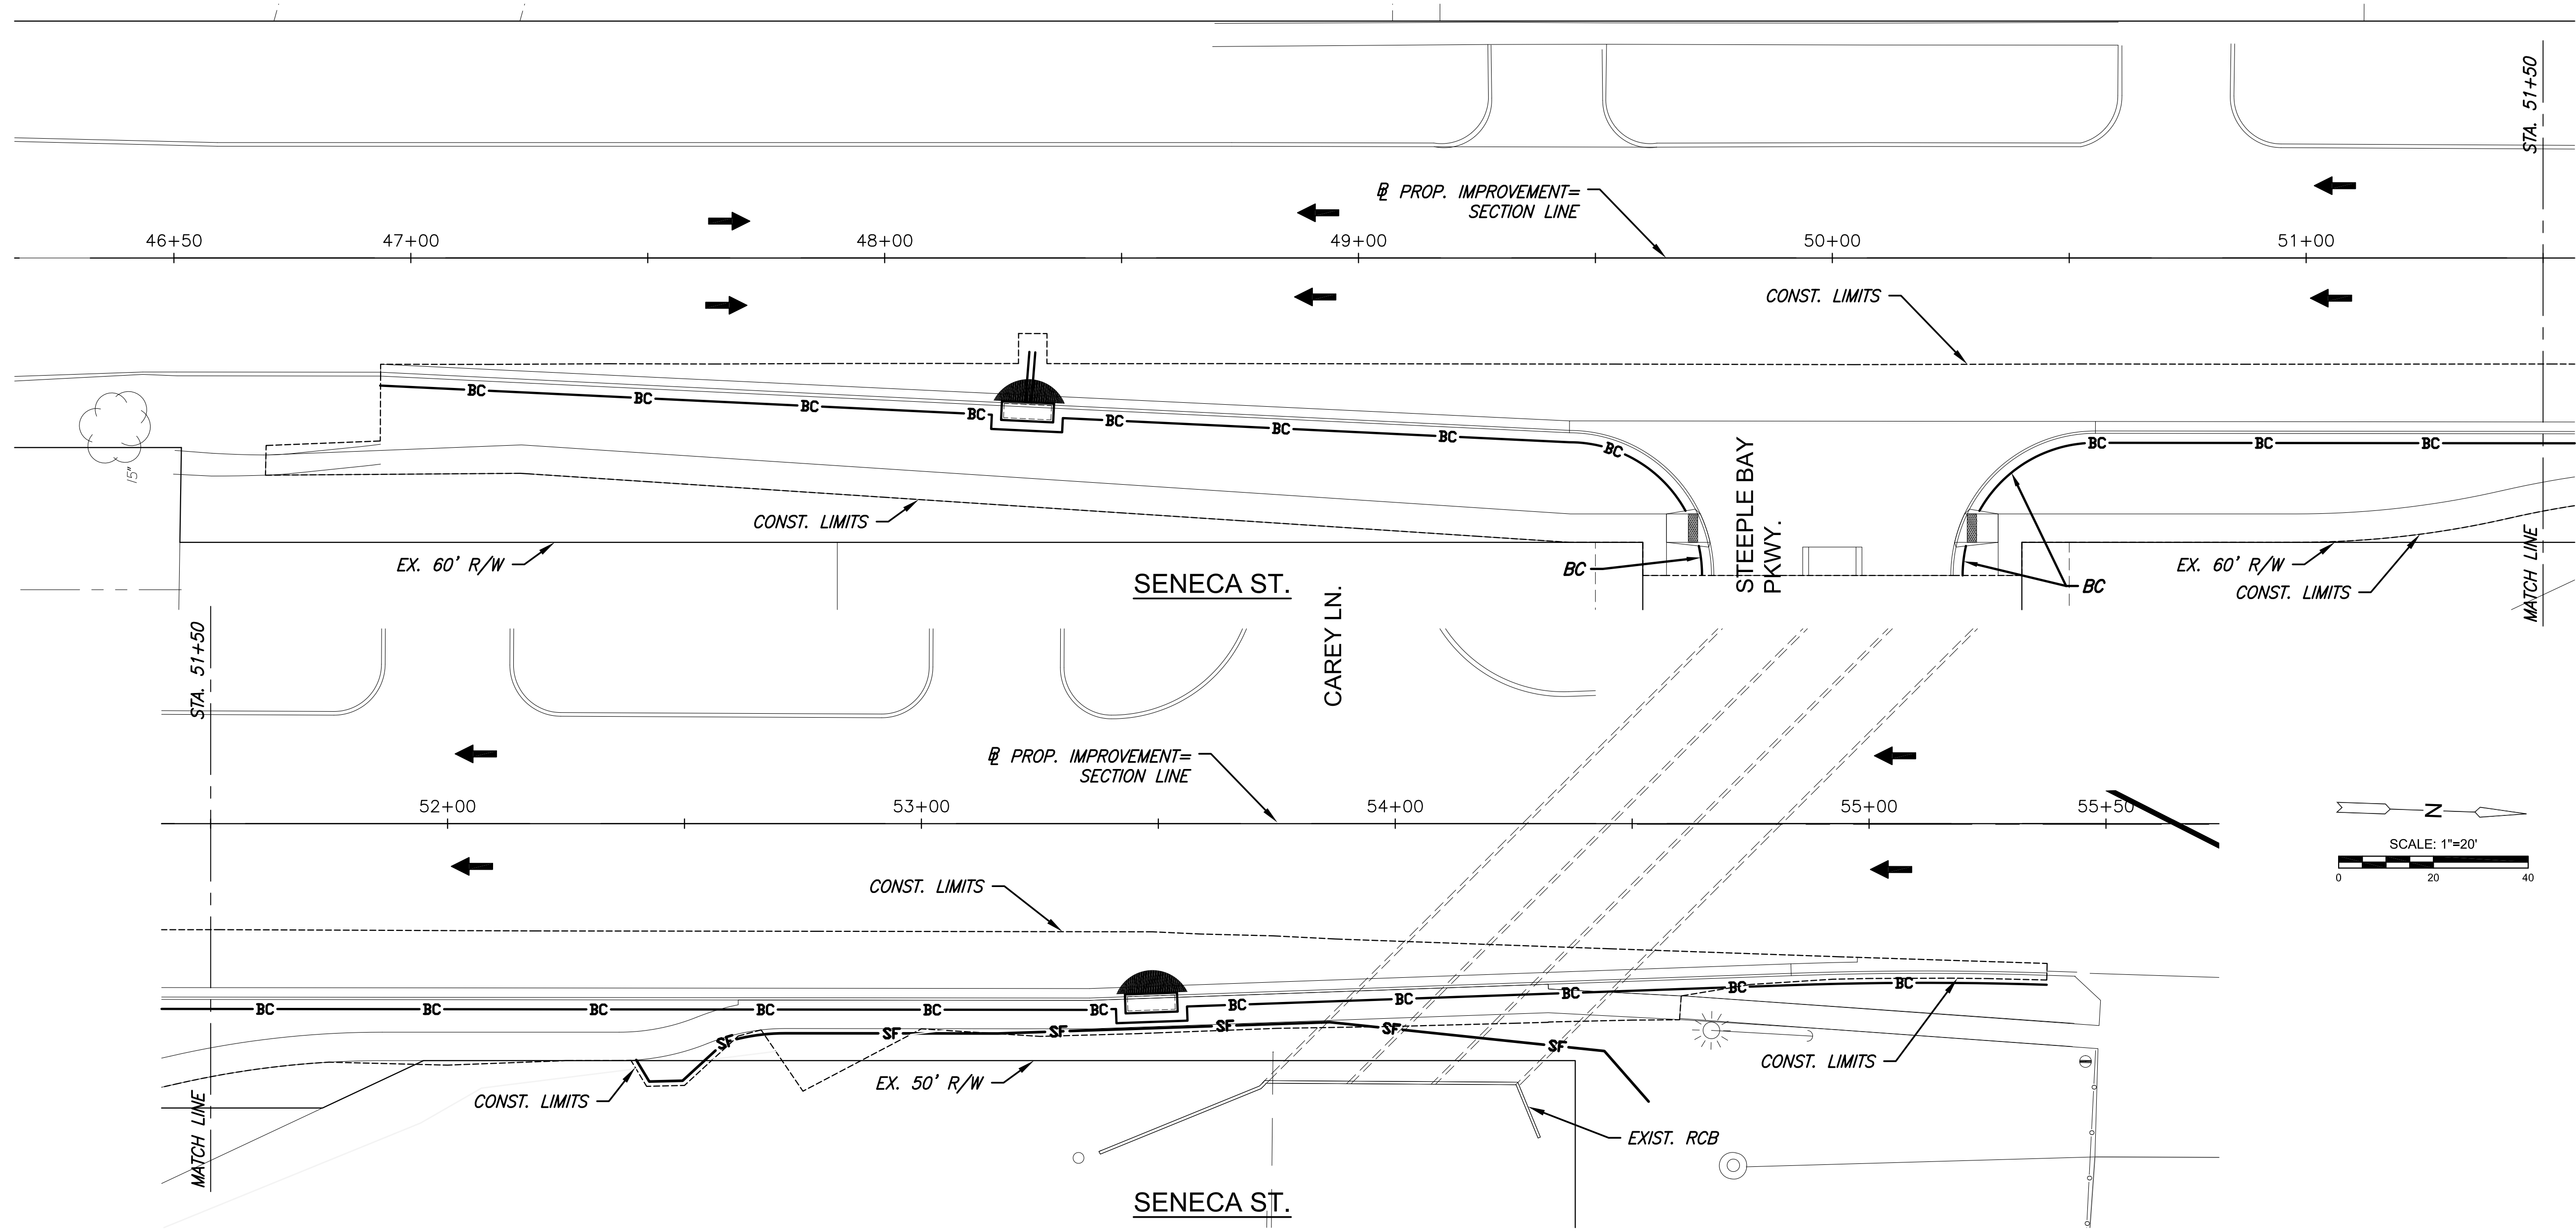 STA. 51+50
℄ PROP. IMPROVEMENT=
SECTION LINE
46+50
47+00
48+00
49+00
50+00
51+00
CONST. LIMITS
BC
BC
BC
BC
BC
BC
BC
BC
BC
BC
BC
15"
STEEPLE BAY
PKWY.
CONST. LIMITS
EX. 60' R/W
BC
BC
EX. 60' R/W
CONST. LIMITS
MATCH LINE
SENECA ST.
CAREY LN.
STA. 51+50
℄ PROP. IMPROVEMENT=
SECTION LINE
52+00
53+00
54+00
55+00
55+50
N
SCALE: 1"=20'
0
20
40
CONST. LIMITS
BC
BC
BC
BC
BC
BC
BC
BC
BC
BC
BC
SF
SF
SF
SF
SF
SF
CONST. LIMITS
EX. 50' R/W
CONST. LIMITS
MATCH LINE
EXIST. RCB
SENECA ST.